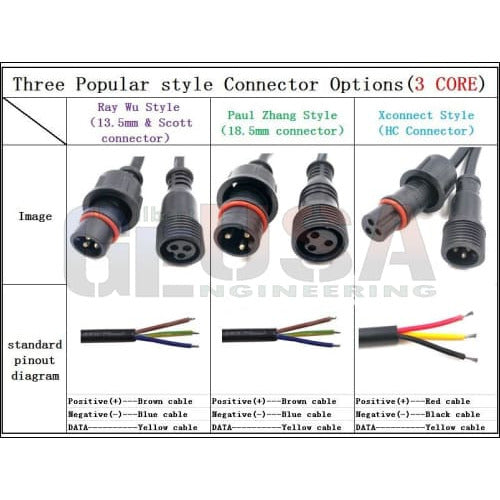 Three Popular style Connector Options(3 CORE)
Ray Wu Style
(13.5mm & Scott
connector)
Paul Zhang Style
(18.5mm connector)
Xconnect Style
(HC Connector)
Image
USA
ENGINEERING
standard
pinout
diagram
Positive(+)---Brown cable
Negative(-)---Blue cable
DATA----------Yellow cable
Positive(+)---Brown cable
Negative(-)---Blue cable
DATA----------Yellow cable
Positive(+)---Red cable
Negative(-)---Black cable
DATA----------Yellow cable